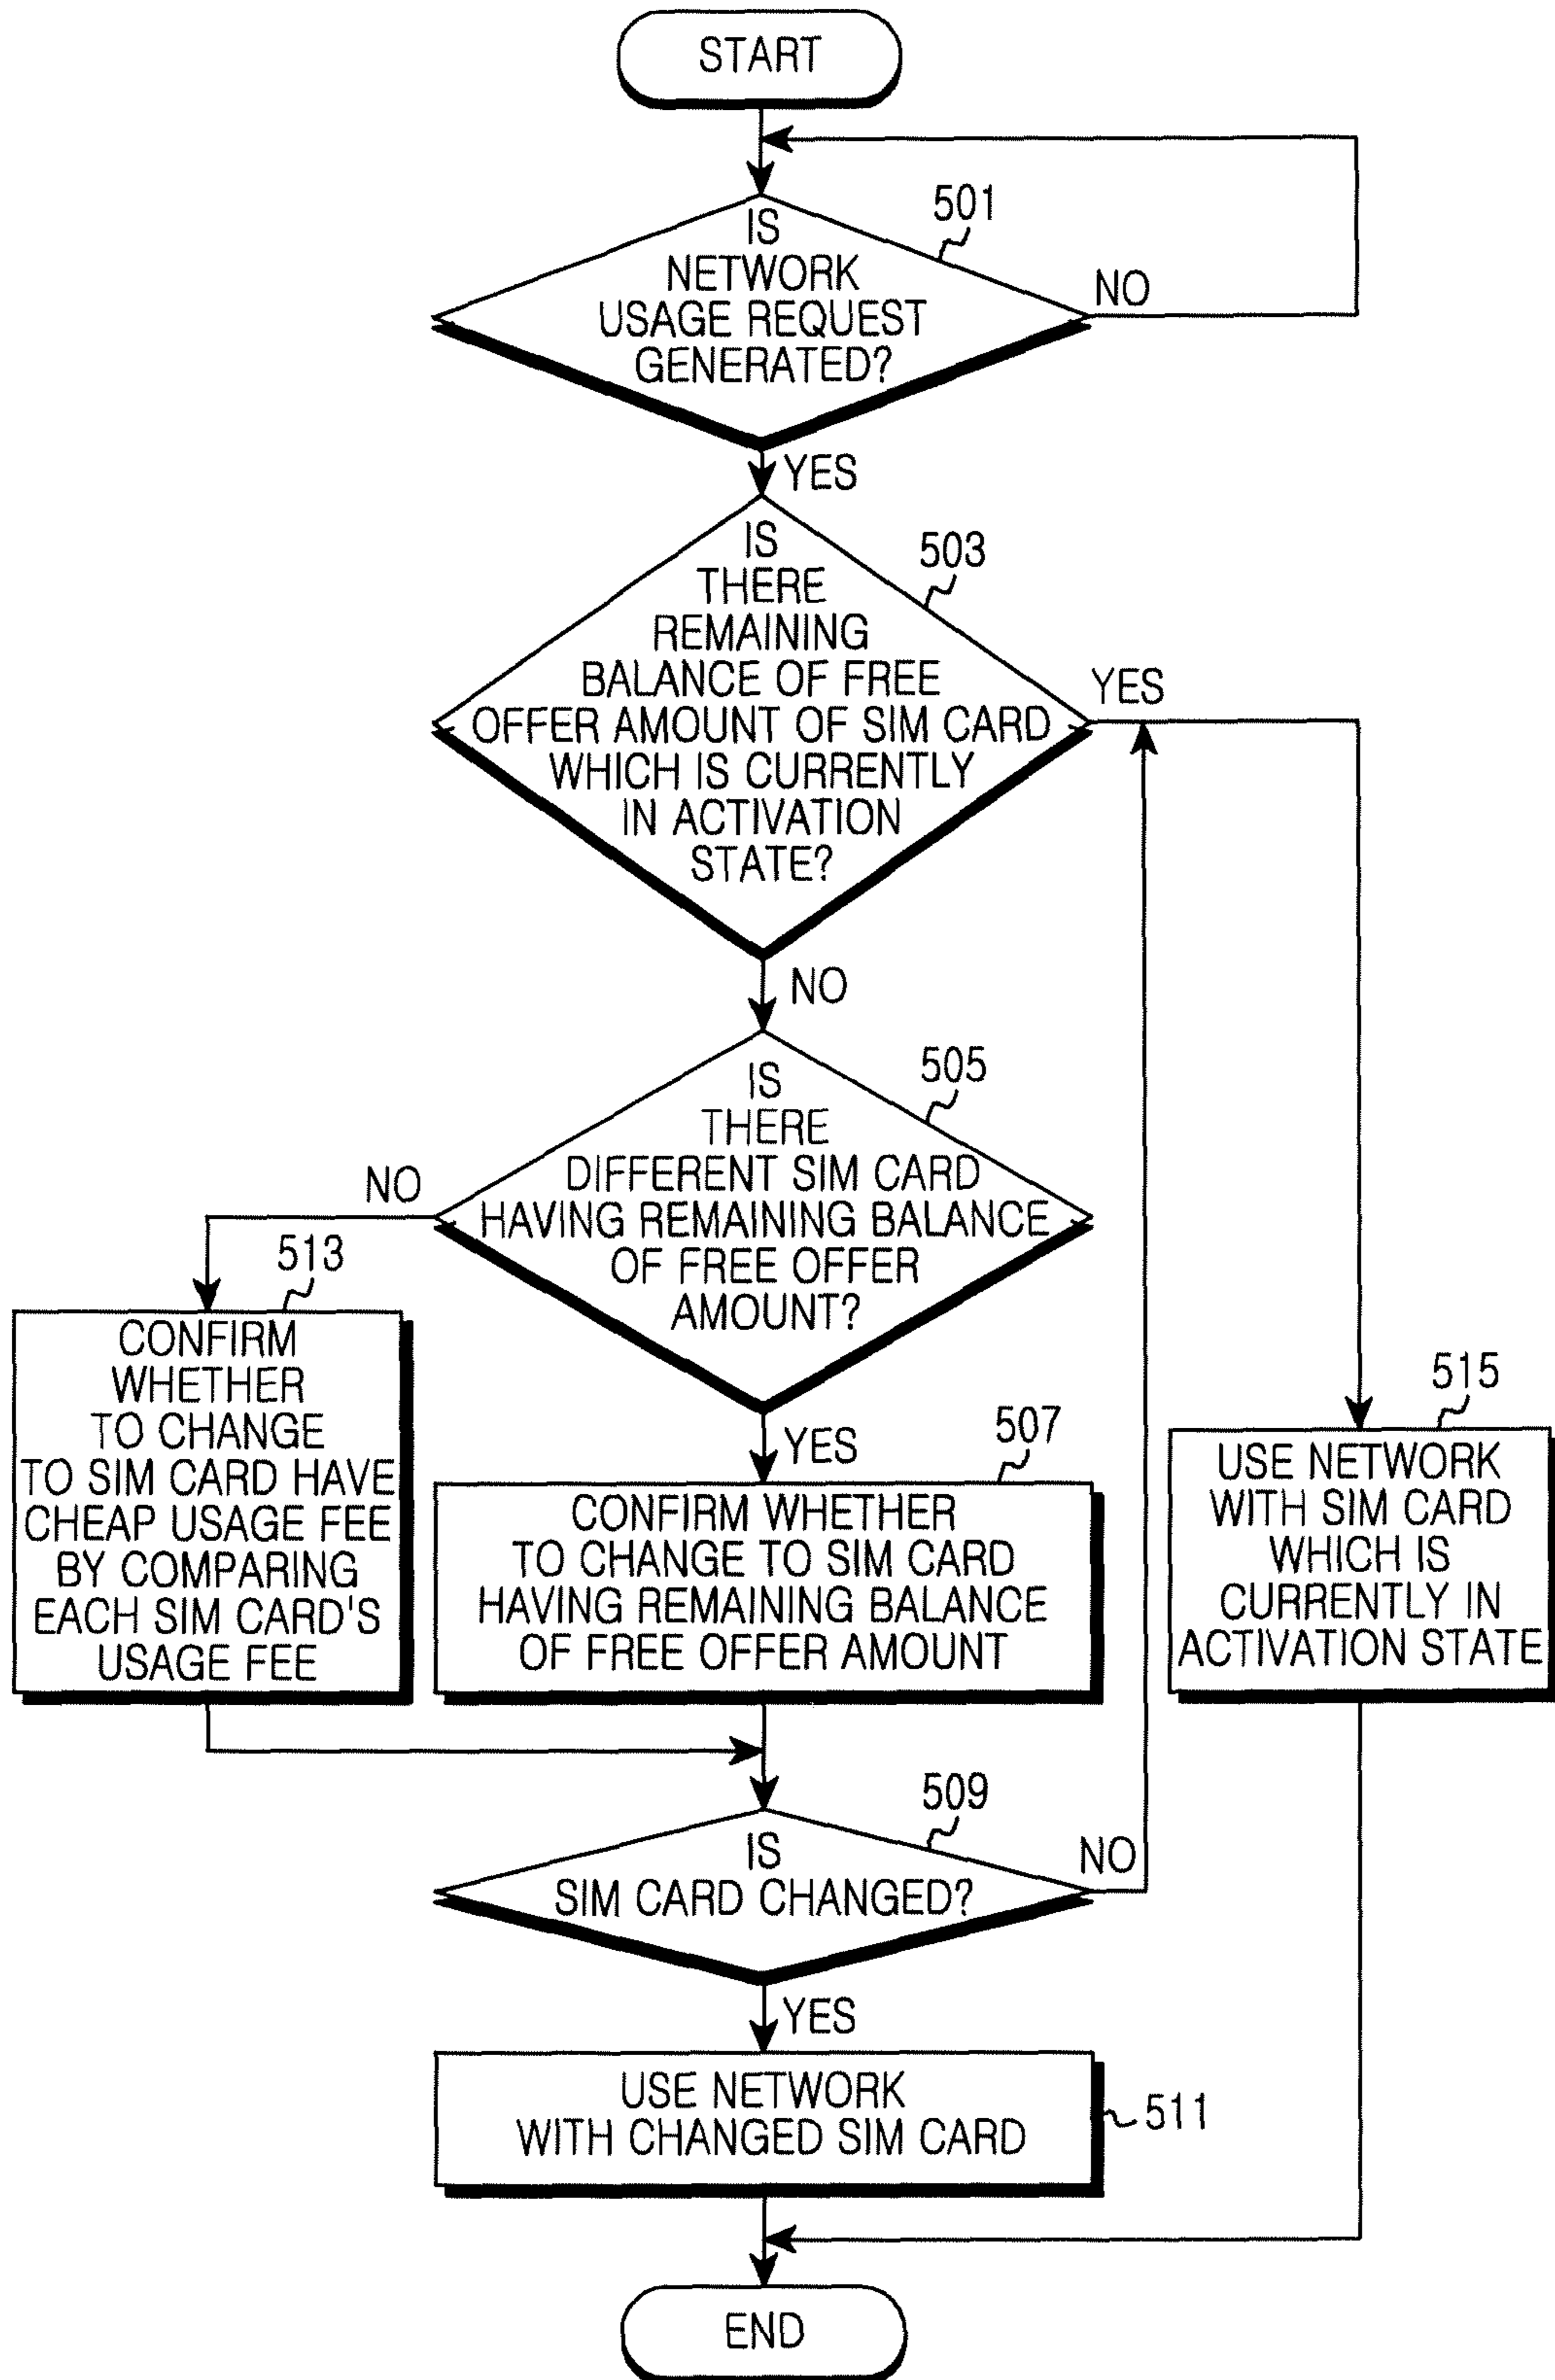 START
501
IS
NETWORK
USAGE REQUEST
GENERATED?
NO
YES
503
IS
THERE
REMAINING
BALANCE OF FREE
OFFER AMOUNT OF SIM CARD
WHICH IS CURRENTLY
IN ACTIVATION
STATE?
YES
NO
505
IS
THERE
DIFFERENT SIM CARD
HAVING REMAINING BALANCE
OF FREE OFFER
AMOUNT?
NO
513
CONFIRM
WHETHER
TO CHANGE
TO SIM CARD HAVE
CHEAP USAGE FEE
BY COMPARING
EACH SIM CARD'S
USAGE FEE
YES
507
CONFIRM WHETHER
TO CHANGE TO SIM CARD
HAVING REMAINING BALANCE
OF FREE OFFER AMOUNT
515
USE NETWORK
WITH SIM CARD
WHICH IS
CURRENTLY IN
ACTIVATION STATE
509
IS
SIM CARD CHANGED?
NO
YES
USE NETWORK
WITH CHANGED SIM CARD
511
END